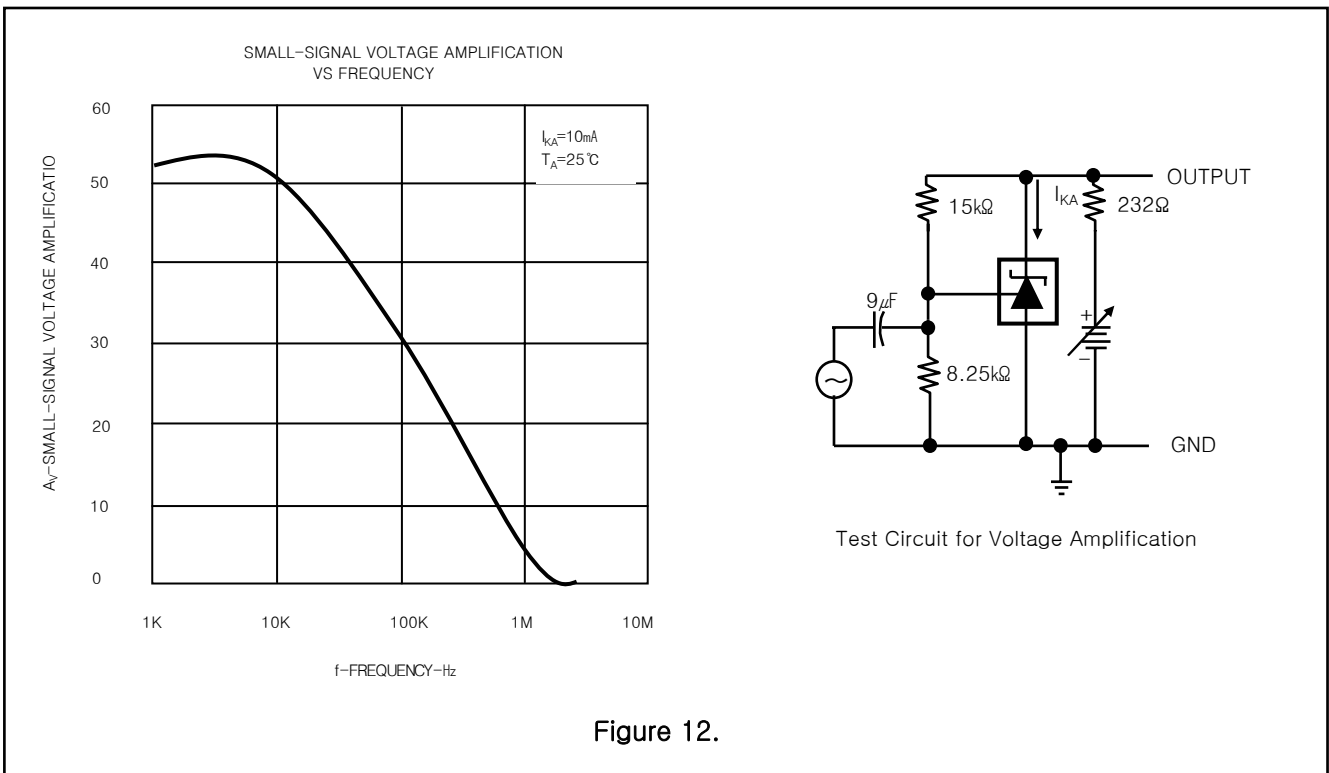 SMALL-SIGNAL VOLTAGE AMPLIFICATION
VS FREQUENCY
A_V-SMALL-SIGNAL VOLTAGE AMPLIFICATIO
60
50
40
30
20
10
0
I_KA=10mA
T_A=25℃
1K
10K
100K
1M
10M
f-FREQUENCY-Hz
OUTPUT
15kΩ
I_KA
232Ω
9μF
+
-
8.25kΩ
GND
Test Circuit for Voltage Amplification
Figure 12.